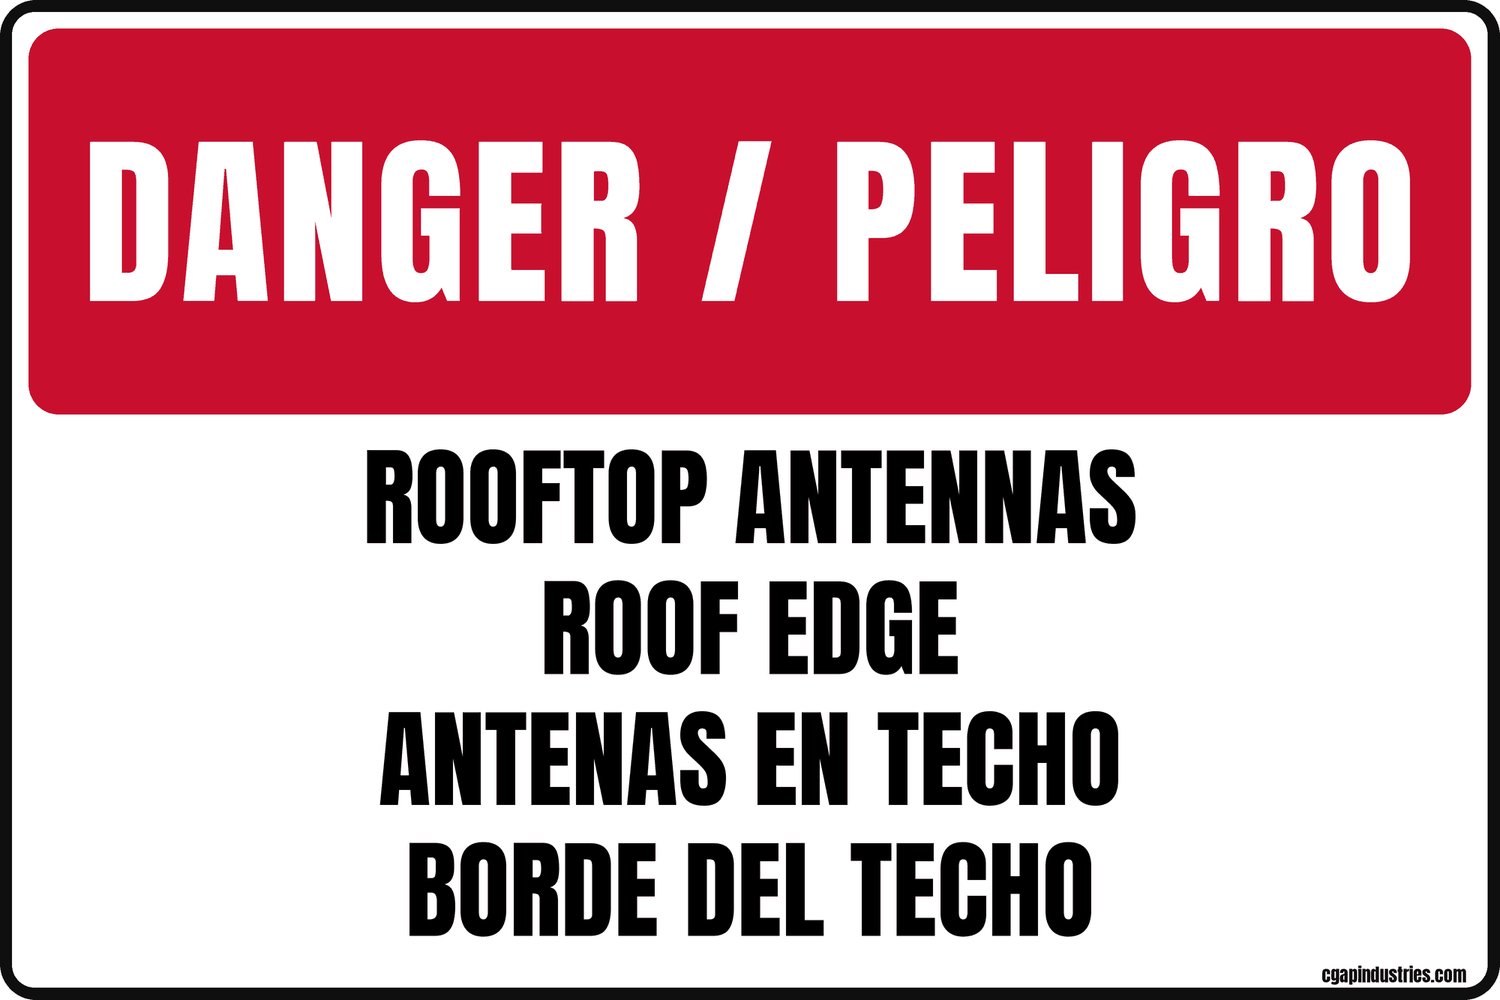 DANGER / PELIGRO
ROOFTOP ANTENNAS
ROOF EDGE
ANTENAS EN TECHO
BORDE DEL TECHO
cgapindustries.com